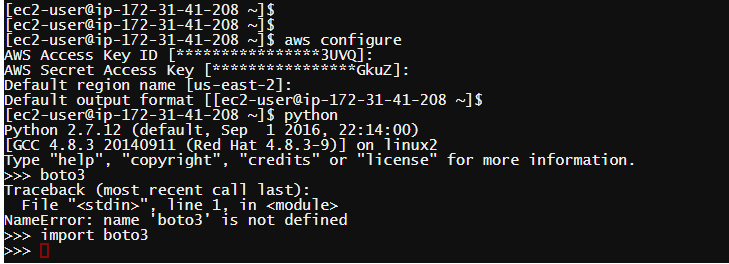 [ec2-user@ip-172-31-41-208 ~]$
[ec2-user@ip-172-31-41-208 ~]$
[ec2-user@ip-172-31-41-208 ~]$ aws configure
AWS Access Key ID [****************3UVQ]:
AWS Secret Access Key [****************GkuZ]:
Default region name [us-east-2]:
Default output format [[ec2-user@ip-172-31-41-208 ~]$
[ec2-user@ip-172-31-41-208 ~]$ python
Python 2.7.12 (default, Sep  1 2016, 22:14:00)
[GCC 4.8.3 20140911 (Red Hat 4.8.3-9)] on linux2
Type "help", "copyright", "credits" or "license" for more information.
>>> boto3
Traceback (most recent call last):
  File "<stdin>", line 1, in <module>
NameError: name 'boto3' is not defined
>>> import boto3
>>>